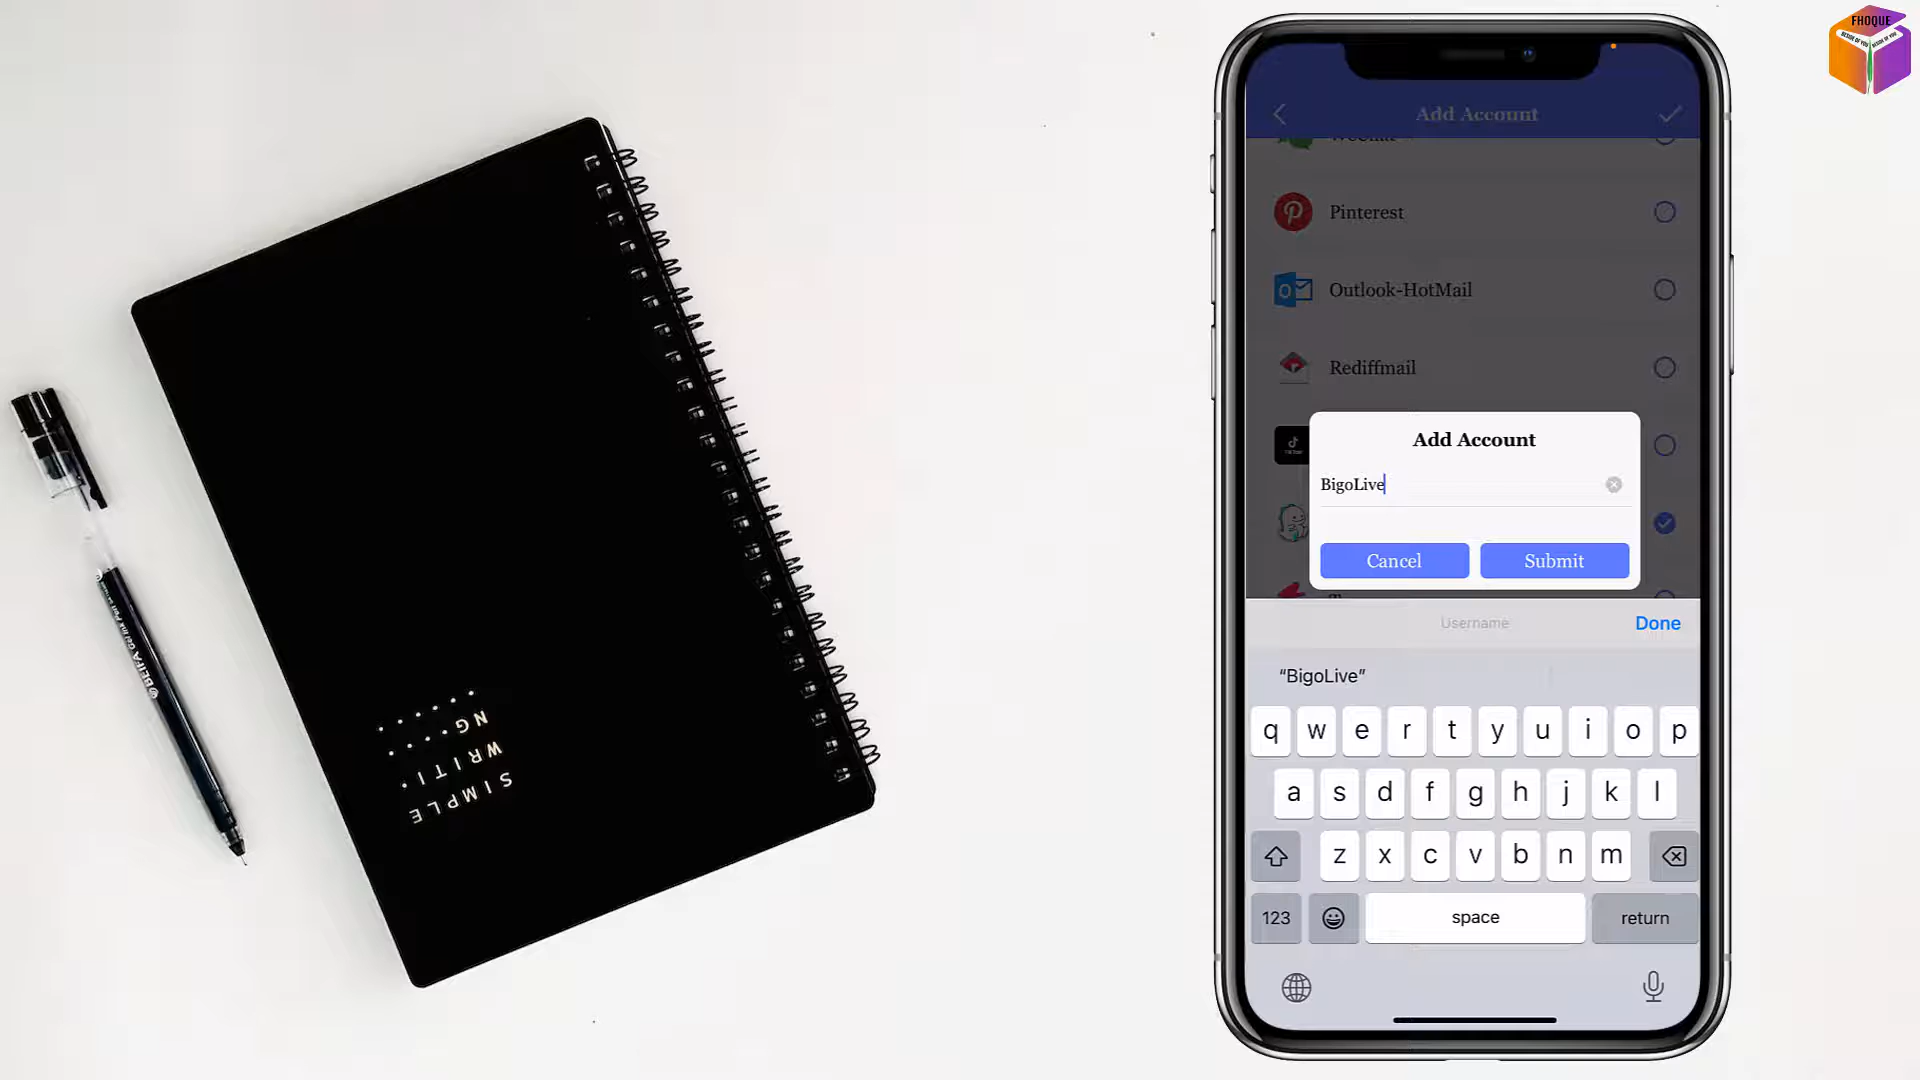 FHOQUE
Add Account
Pinterest
Outlook-HotMail
Rediffmail
Add Account
BigoLive
Cancel
Submit
Username
Done
“BigoLive”
q w e r t y u i o p
a s d f g h j k l
z x c v b n m
123
space
return
SIMPLE
WRITI
NG